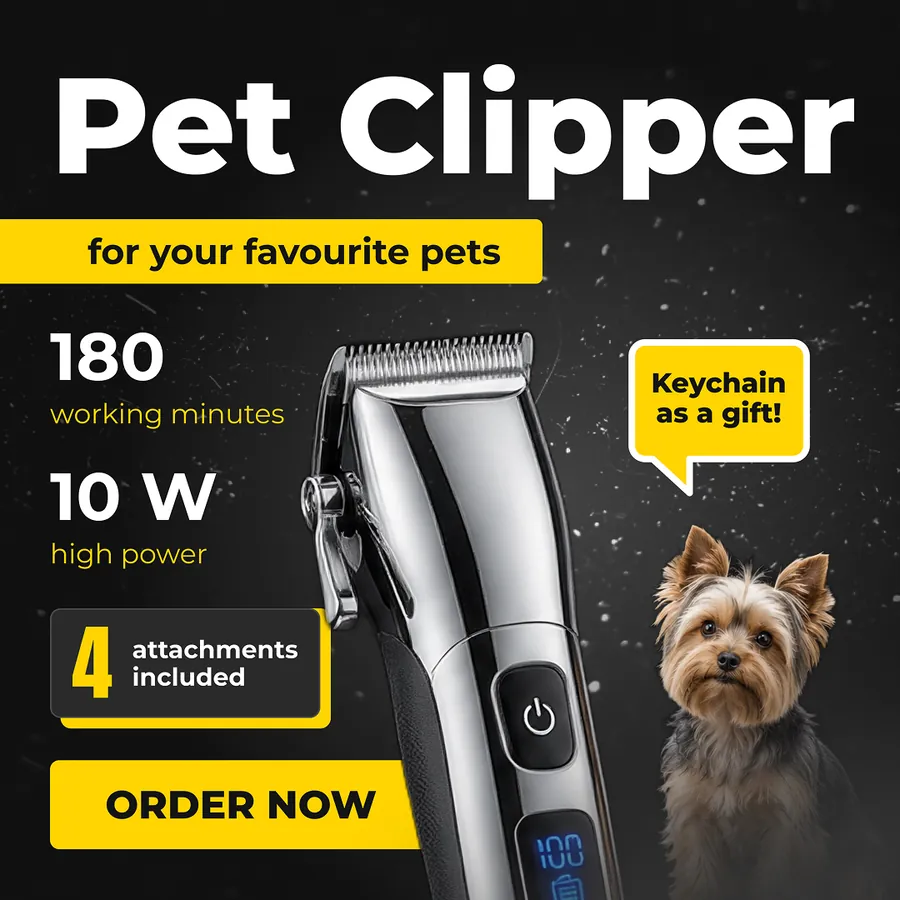 Pet Clipper
for your favourite pets
180
working minutes
10 W
high power
4
attachments
included
ORDER NOW
Keychain
as a gift!
100